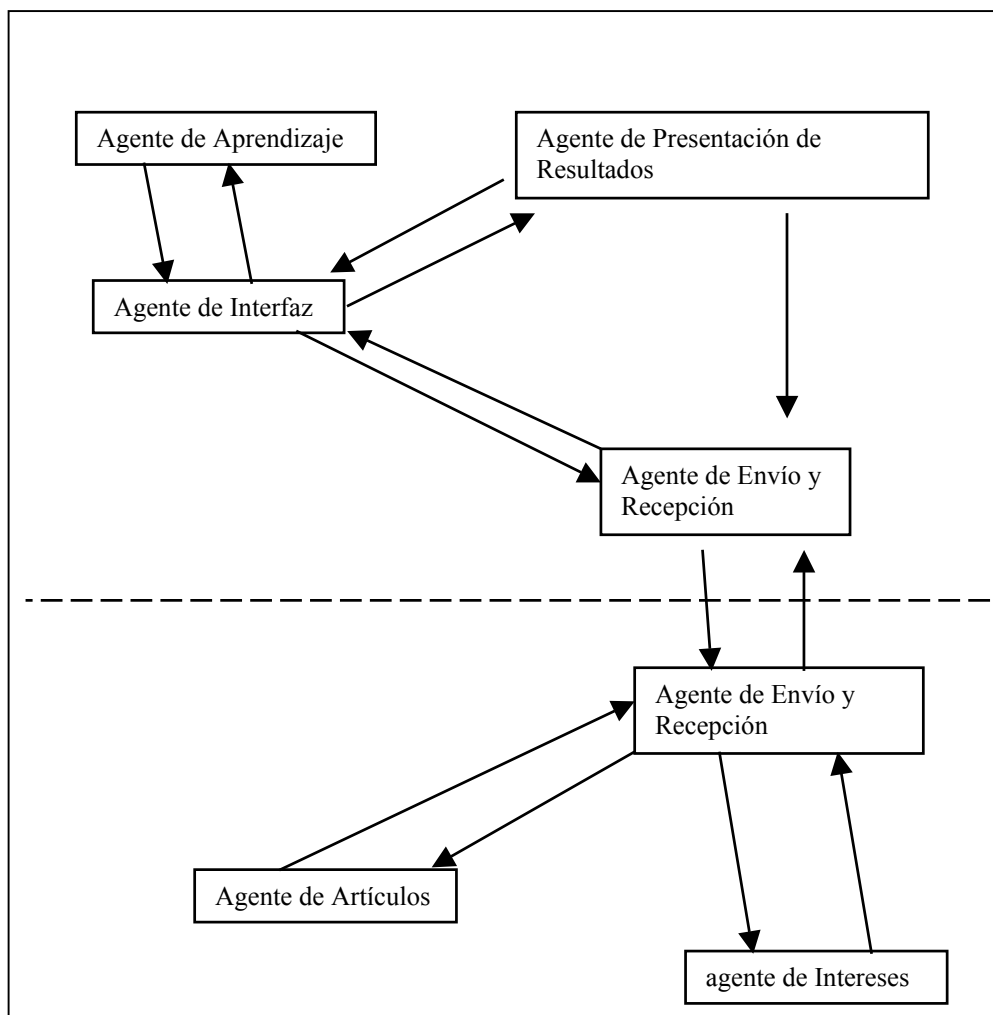 Agente de Aprendizaje
Agente de Presentación de
Resultados
Agente de Interfaz
Agente de Envío y
Recepción
Agente de Envío y
Recepción
Agente de Artículos
agente de Intereses